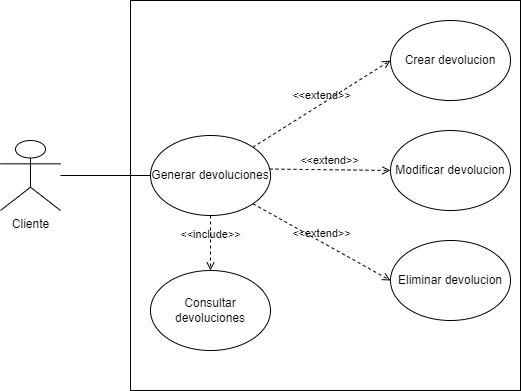 Crear devolucion
<<extend>>
<<extend>>
Generar devoluciones
Modificar devolucion
Cliente
<<include>>
<<extend>>
Eliminar devolucion
Consultar
devoluciones